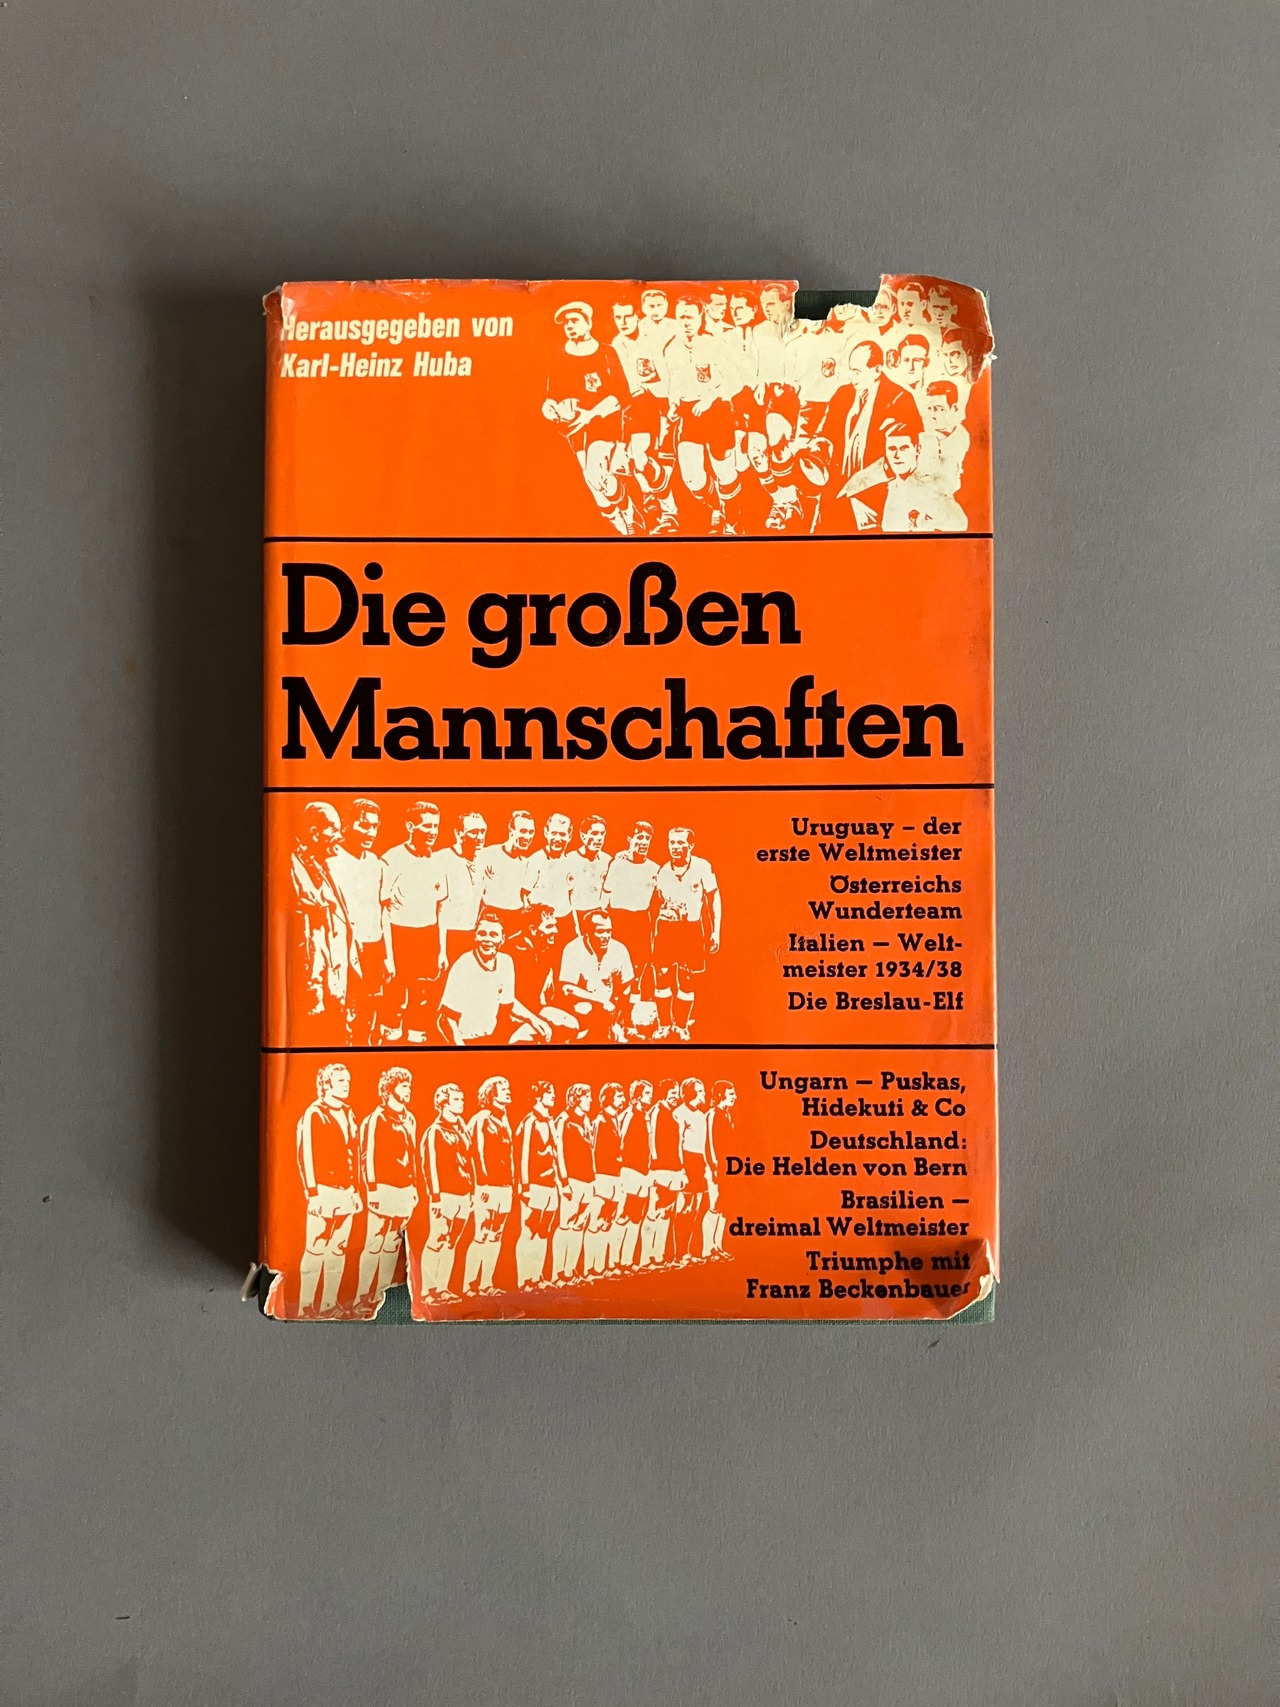 Herausgegeben von
Karl-Heinz Huba
Die großen
Mannschaften
Uruguay – der
erste Weltmeister
Österreichs
Wunderteam
Italien – Welt-
meister 1934/38
Die Breslau-Elf
Ungarn – Puskas,
Hidekuti & Co
Deutschland:
Die Helden von Bern
Brasilien –
dreimal Weltmeister
Triumphe mit
Franz Beckenbauer